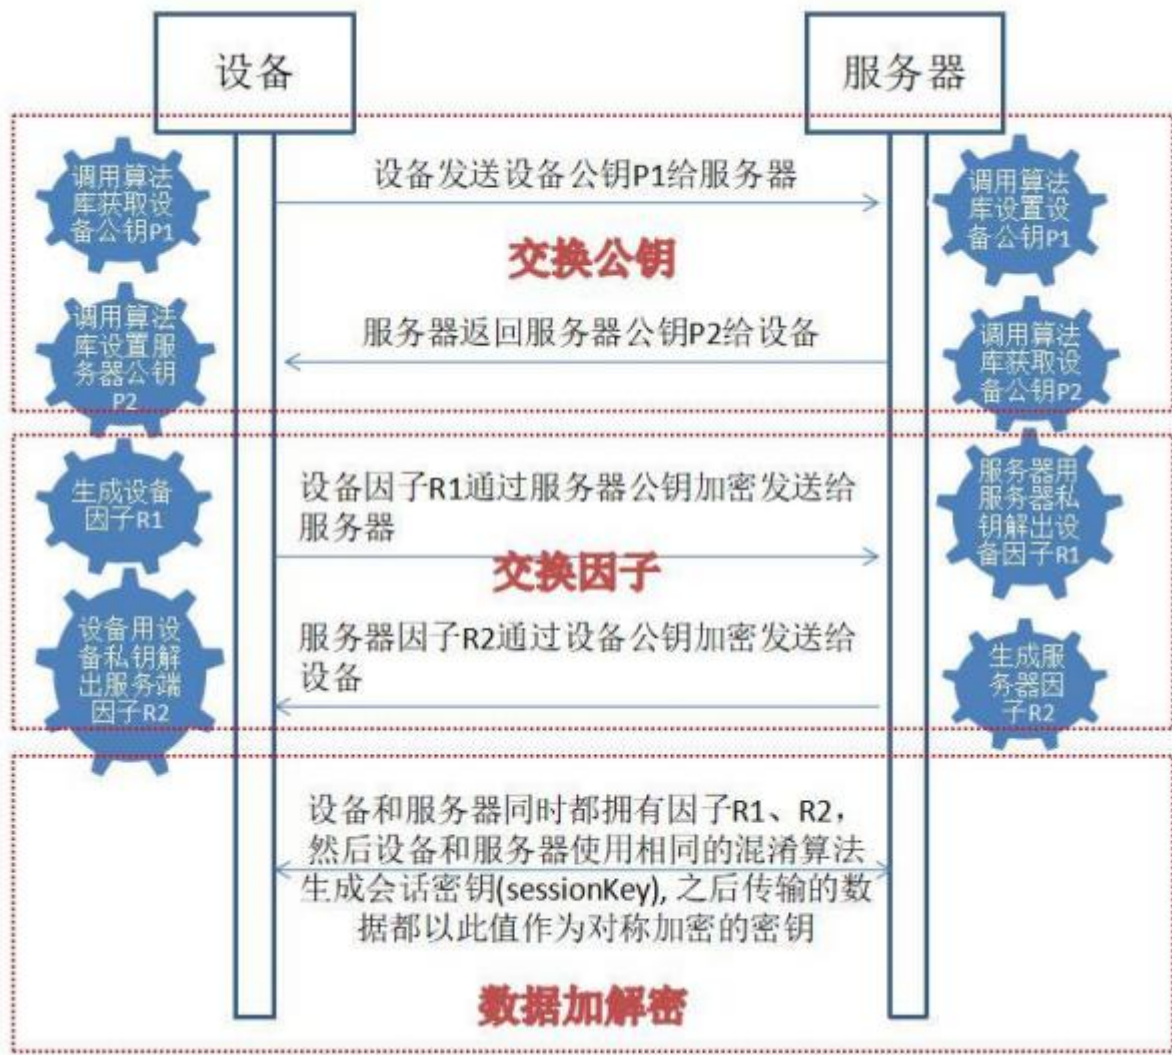 设备
服务器
调用算法
库获取设
备公钥P1
设备发送设备公钥P1给服务器
调用算法
库设置设
备公钥P1
交换公钥
调用算法
库设置服
务器公钥
P2
服务器返回服务器公钥P2给设备
调用算法
库获取设
备公钥P2
生成设备
因子R1
设备因子R1通过服务器公钥加密发送给
服务器
服务器用
服务器私
钥解出设
备因子R1
交换因子
设备用设
备私钥解
出服务端
因子R2
服务器因子R2通过设备公钥加密发送给
设备
生成服
务器因
子R2
设备和服务器同时都拥有因子R1、R2，
然后设备和服务器使用相同的混淆算法
生成会话密钥(sessionKey), 之后传输的数
据都以此值作为对称加密的密钥
数据加解密